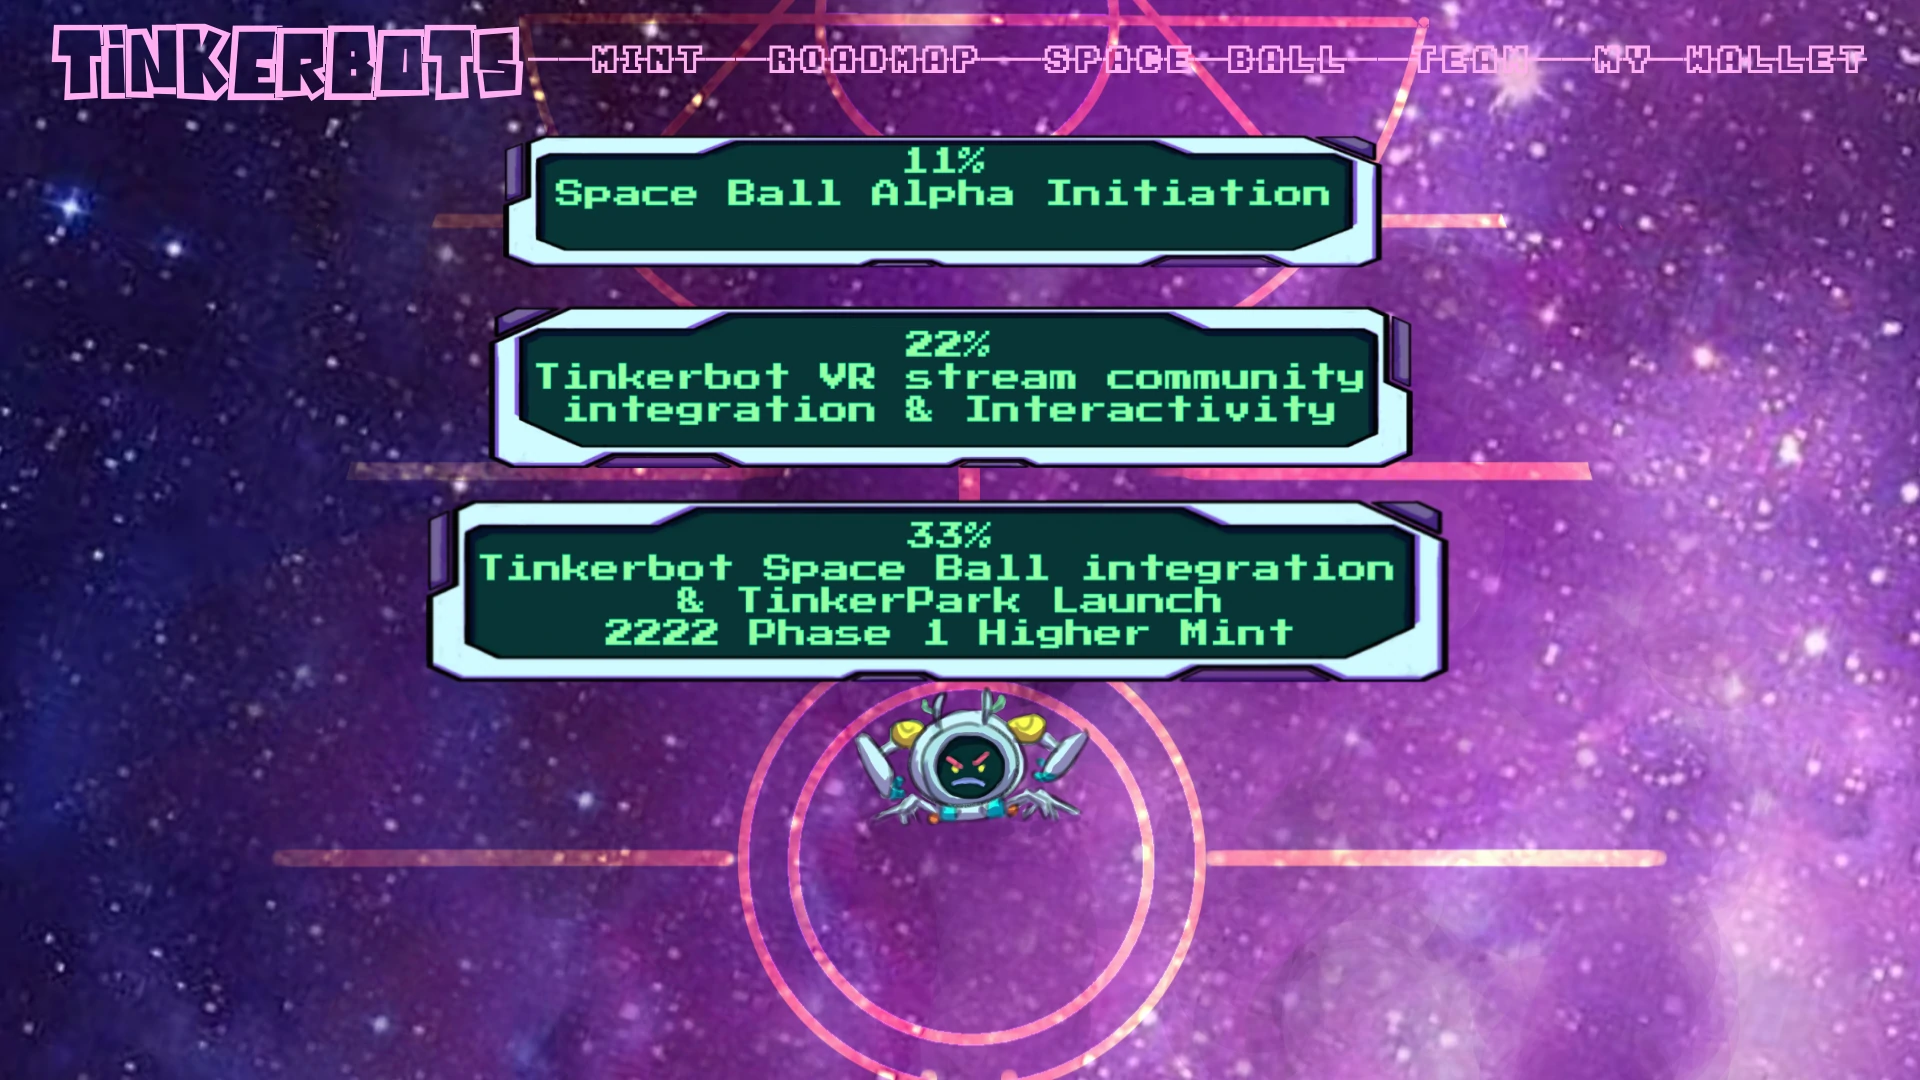 TiNKERBOTS
MINT ROADMAP SPACE BALL TEAM MY WALLET
11%
Space Ball Alpha Initiation
22%
Tinkerbot VR stream community
integration & Interactivity
33%
Tinkerbot Space Ball integration
& TinkerPark Launch
2222 Phase 1 Higher Mint